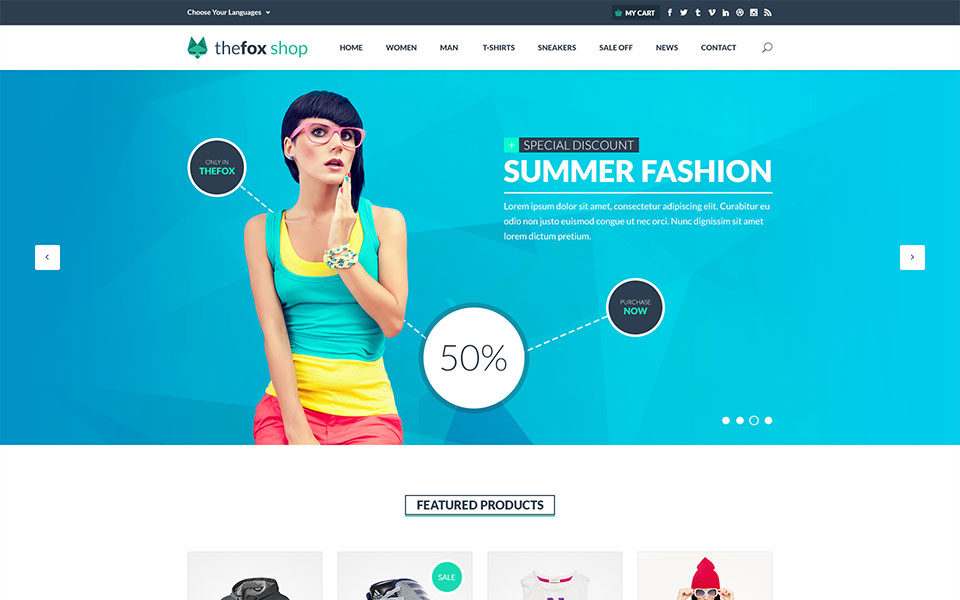 Choose Your Languages
MY CART
thefox shop
HOME WOMEN MAN T-SHIRTS SNEAKERS SALE OFF NEWS CONTACT
ONLY IN
THEFOX
+ SPECIAL DISCOUNT
SUMMER FASHION
Lorem ipsum dolor sit amet, consectetur adipiscing elit. Curabitur eu
odio non justo euismod congue ut nec orci. Nunc dignissim sit amet
lorem dictum pretium.
PURCHASE
NOW
50%
FEATURED PRODUCTS
SALE